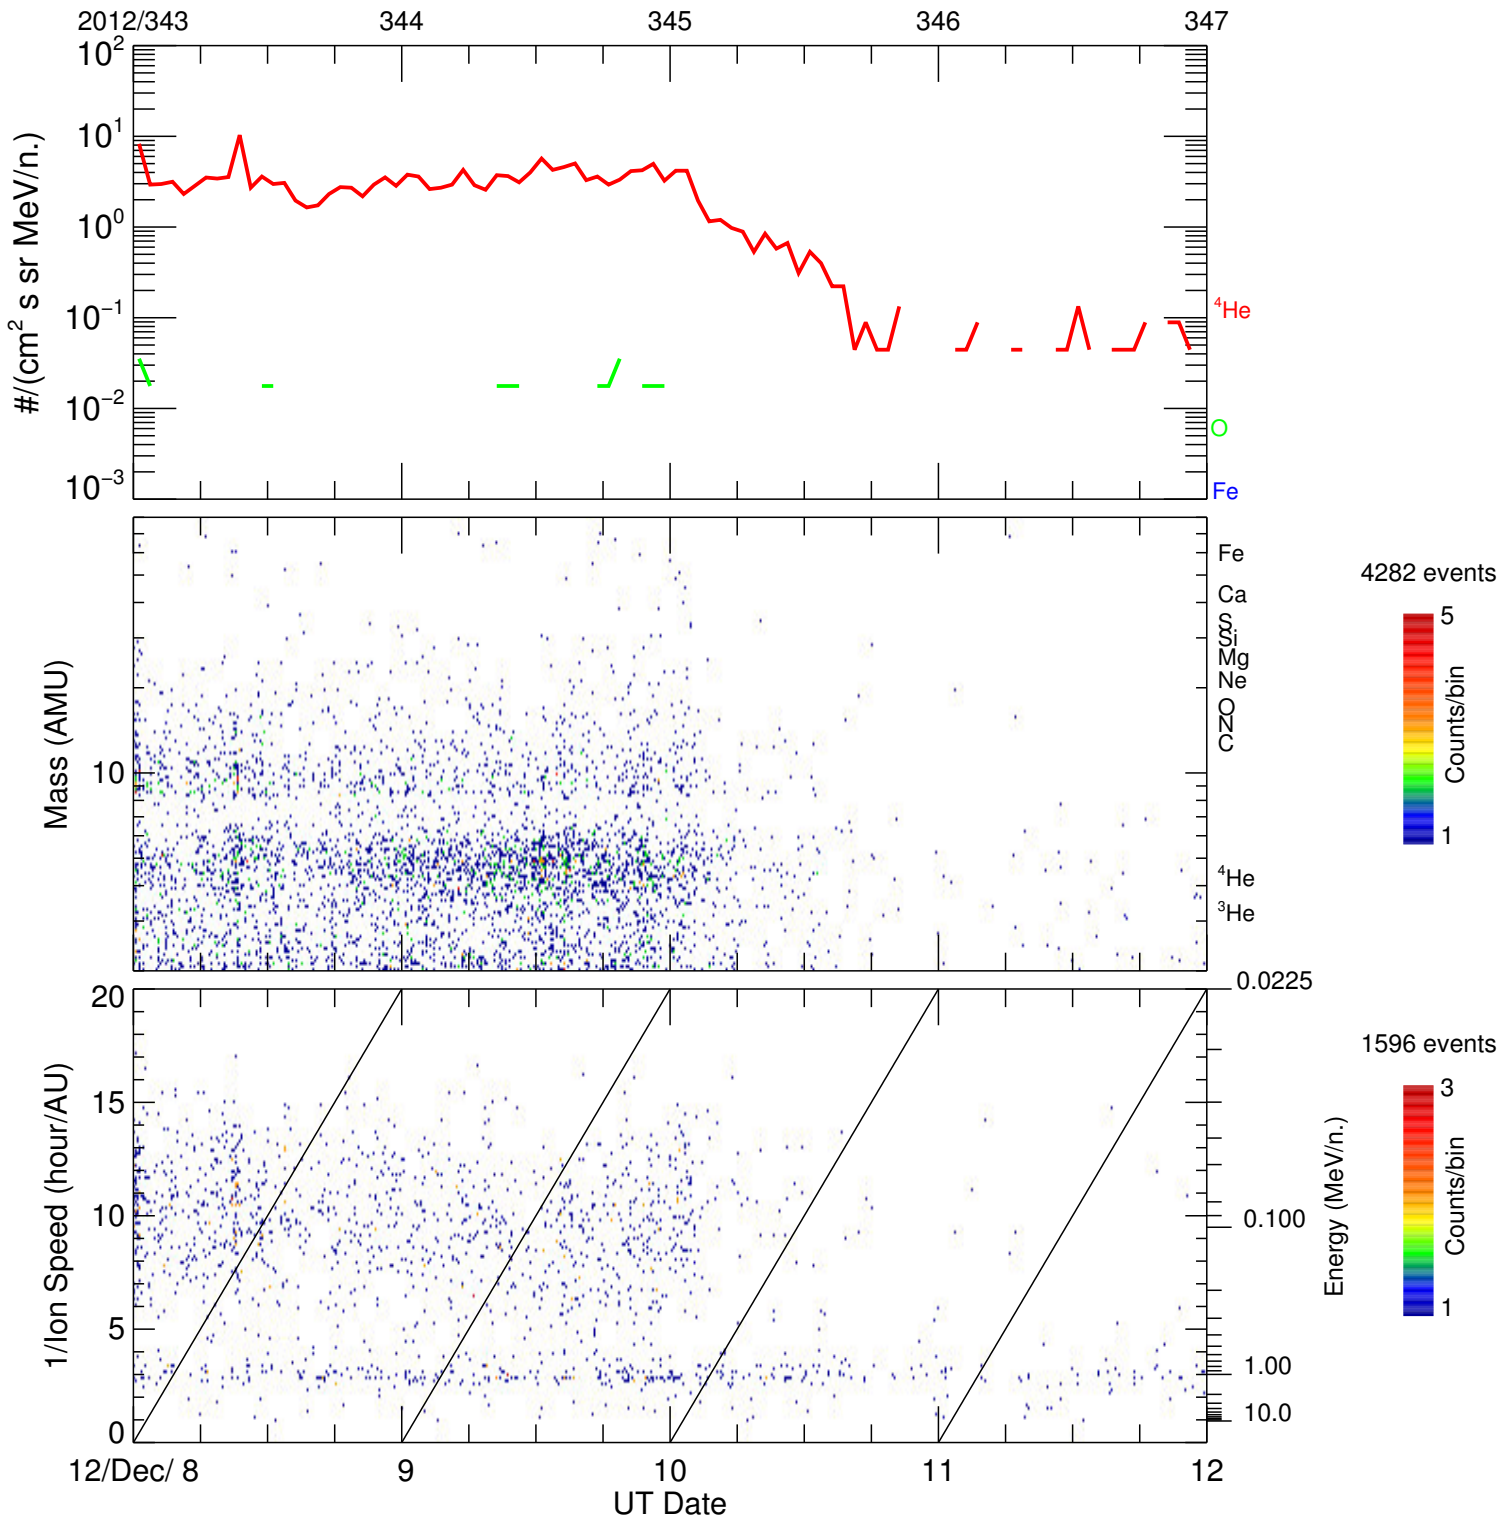 2012/343 344 345 346 347
10²
10¹
10⁰
10⁻¹
10⁻²
10⁻³
#/(cm² s sr MeV/n.)
⁴He
O
Fe
Mass (AMU)
10
Fe
Ca
S
Si
Mg
Ne
O
N
C
⁴He
³He
4282 events
5
Counts/bin
1
1/Ion Speed (hour/AU)
20
15
10
5
0
0.0225
0.100
1.00
10.0
Energy (MeV/n.)
1596 events
3
Counts/bin
1
12/Dec/ 8 9 10 11 12
UT Date